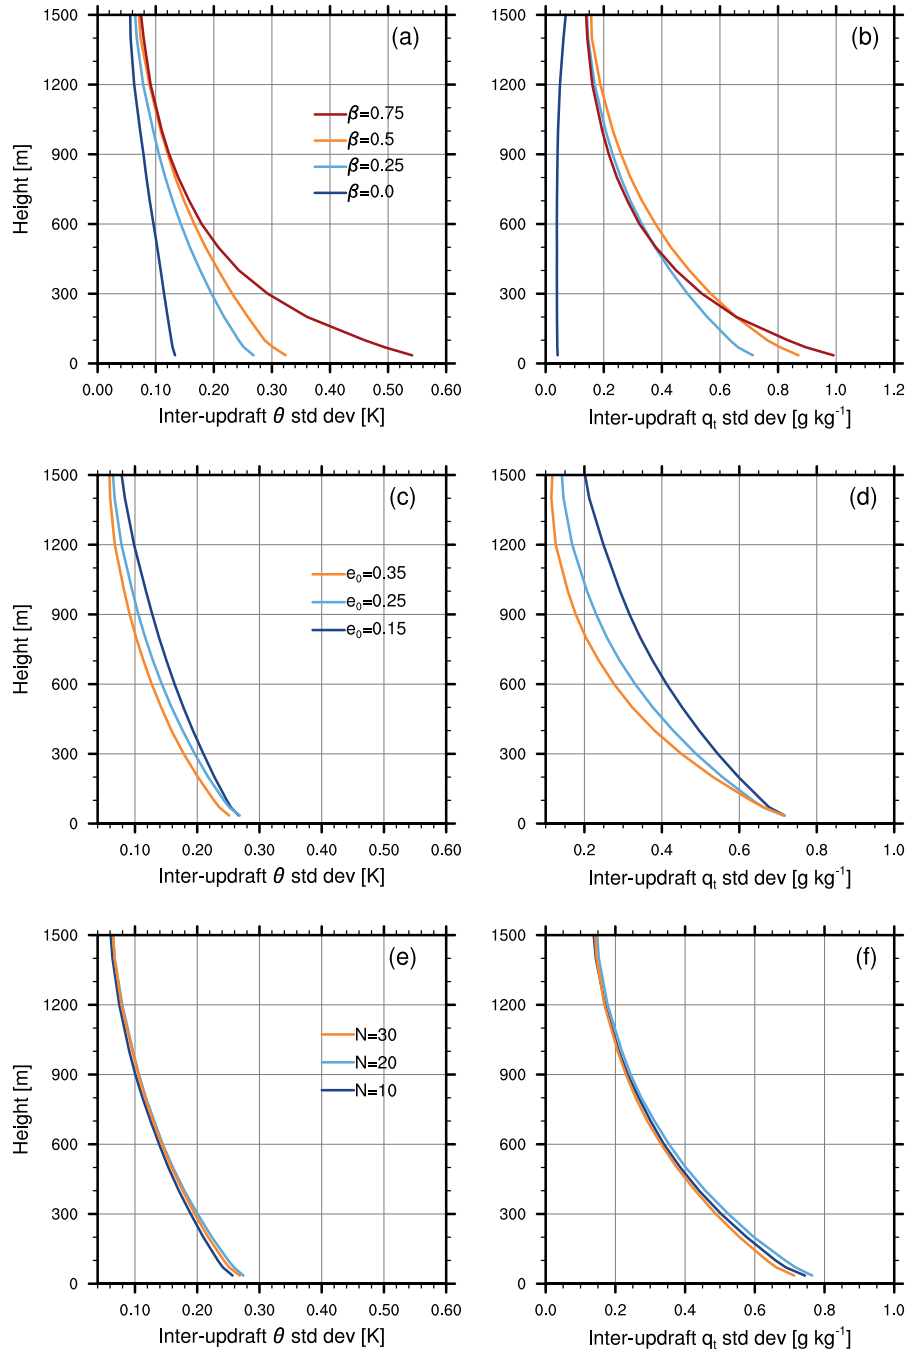 (a)
1500
1200
900
600
300
0
Height [m]
β=0.75
β=0.5
β=0.25
β=0.0
0.00 0.10 0.20 0.30 0.40 0.50 0.60
Inter-updraft θ std dev [K]
(b)
1500
1200
900
600
300
0
0.0 0.2 0.4 0.6 0.8 1.0 1.2
Inter-updraft qₜ std dev [g kg⁻¹]
(c)
1500
1200
900
600
300
0
Height [m]
e₀=0.35
e₀=0.25
e₀=0.15
0.10 0.20 0.30 0.40 0.50 0.60
Inter-updraft θ std dev [K]
(d)
1500
1200
900
600
300
0
0.2 0.4 0.6 0.8 1.0
Inter-updraft qₜ std dev [g kg⁻¹]
(e)
1500
1200
900
600
300
0
Height [m]
N=30
N=20
N=10
0.10 0.20 0.30 0.40 0.50 0.60
Inter-updraft θ std dev [K]
(f)
1500
1200
900
600
300
0
0.0 0.2 0.4 0.6 0.8 1.0
Inter-updraft qₜ std dev [g kg⁻¹]